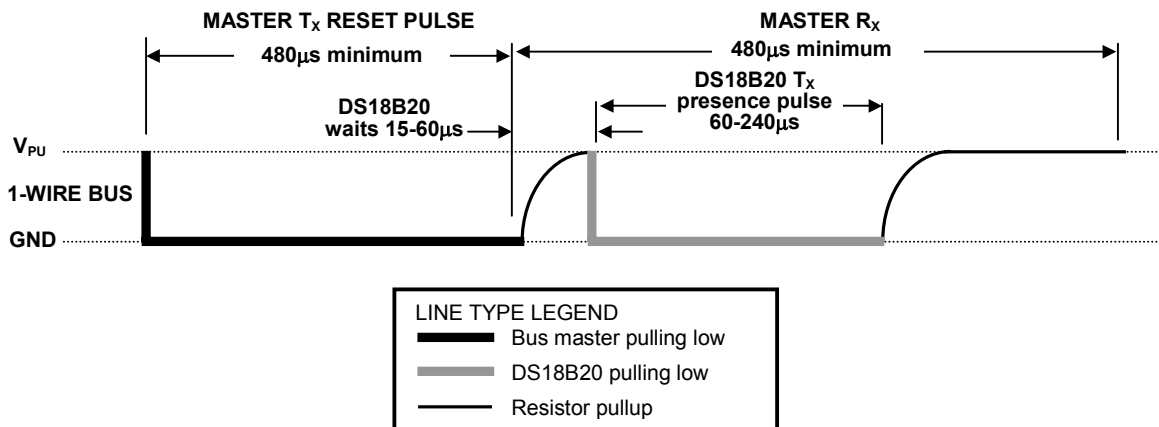 MASTER TX RESET PULSE
480µs minimum
MASTER RX
480µs minimum
DS18B20
waits 15-60µs
DS18B20 TX
presence pulse
60-240µs
VPU
1-WIRE BUS
GND
LINE TYPE LEGEND
Bus master pulling low
DS18B20 pulling low
Resistor pullup